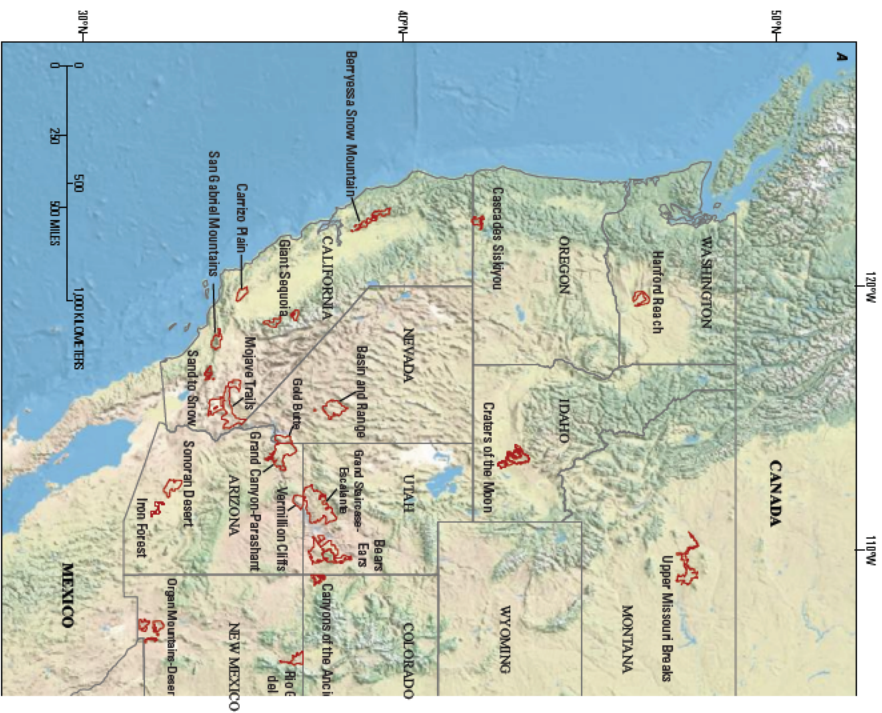 A
120°W
110°W
50°N
40°N
30°N
CANADA
WASHINGTON
Hanford Reach
MONTANA
Upper Missouri Breaks
OREGON
IDAHO
Cascades Siskiyou
Craters of the Moon
WYOMING
Berryessa Snow Mountain
NEVADA
UTAH
COLORADO
CALIFORNIA
Basin and Range
Grand Staircase-
Escalante
Bears
Ears
Canyons of the Anci
Giant Sequoia
Gold Butte
Carrizo Plain
Mojave Trails
Grand Canyon-Parashant
Vermillion Cliffs
San Gabriel Mountains
Sand to Snow
ARIZONA
NEW MEXICO
Rio G
del
Sonoran Desert
Iron Forest
Organ Mountains-Deser
MEXICO
0 250 500 MILES
0 500 1,000 KILOMETERS